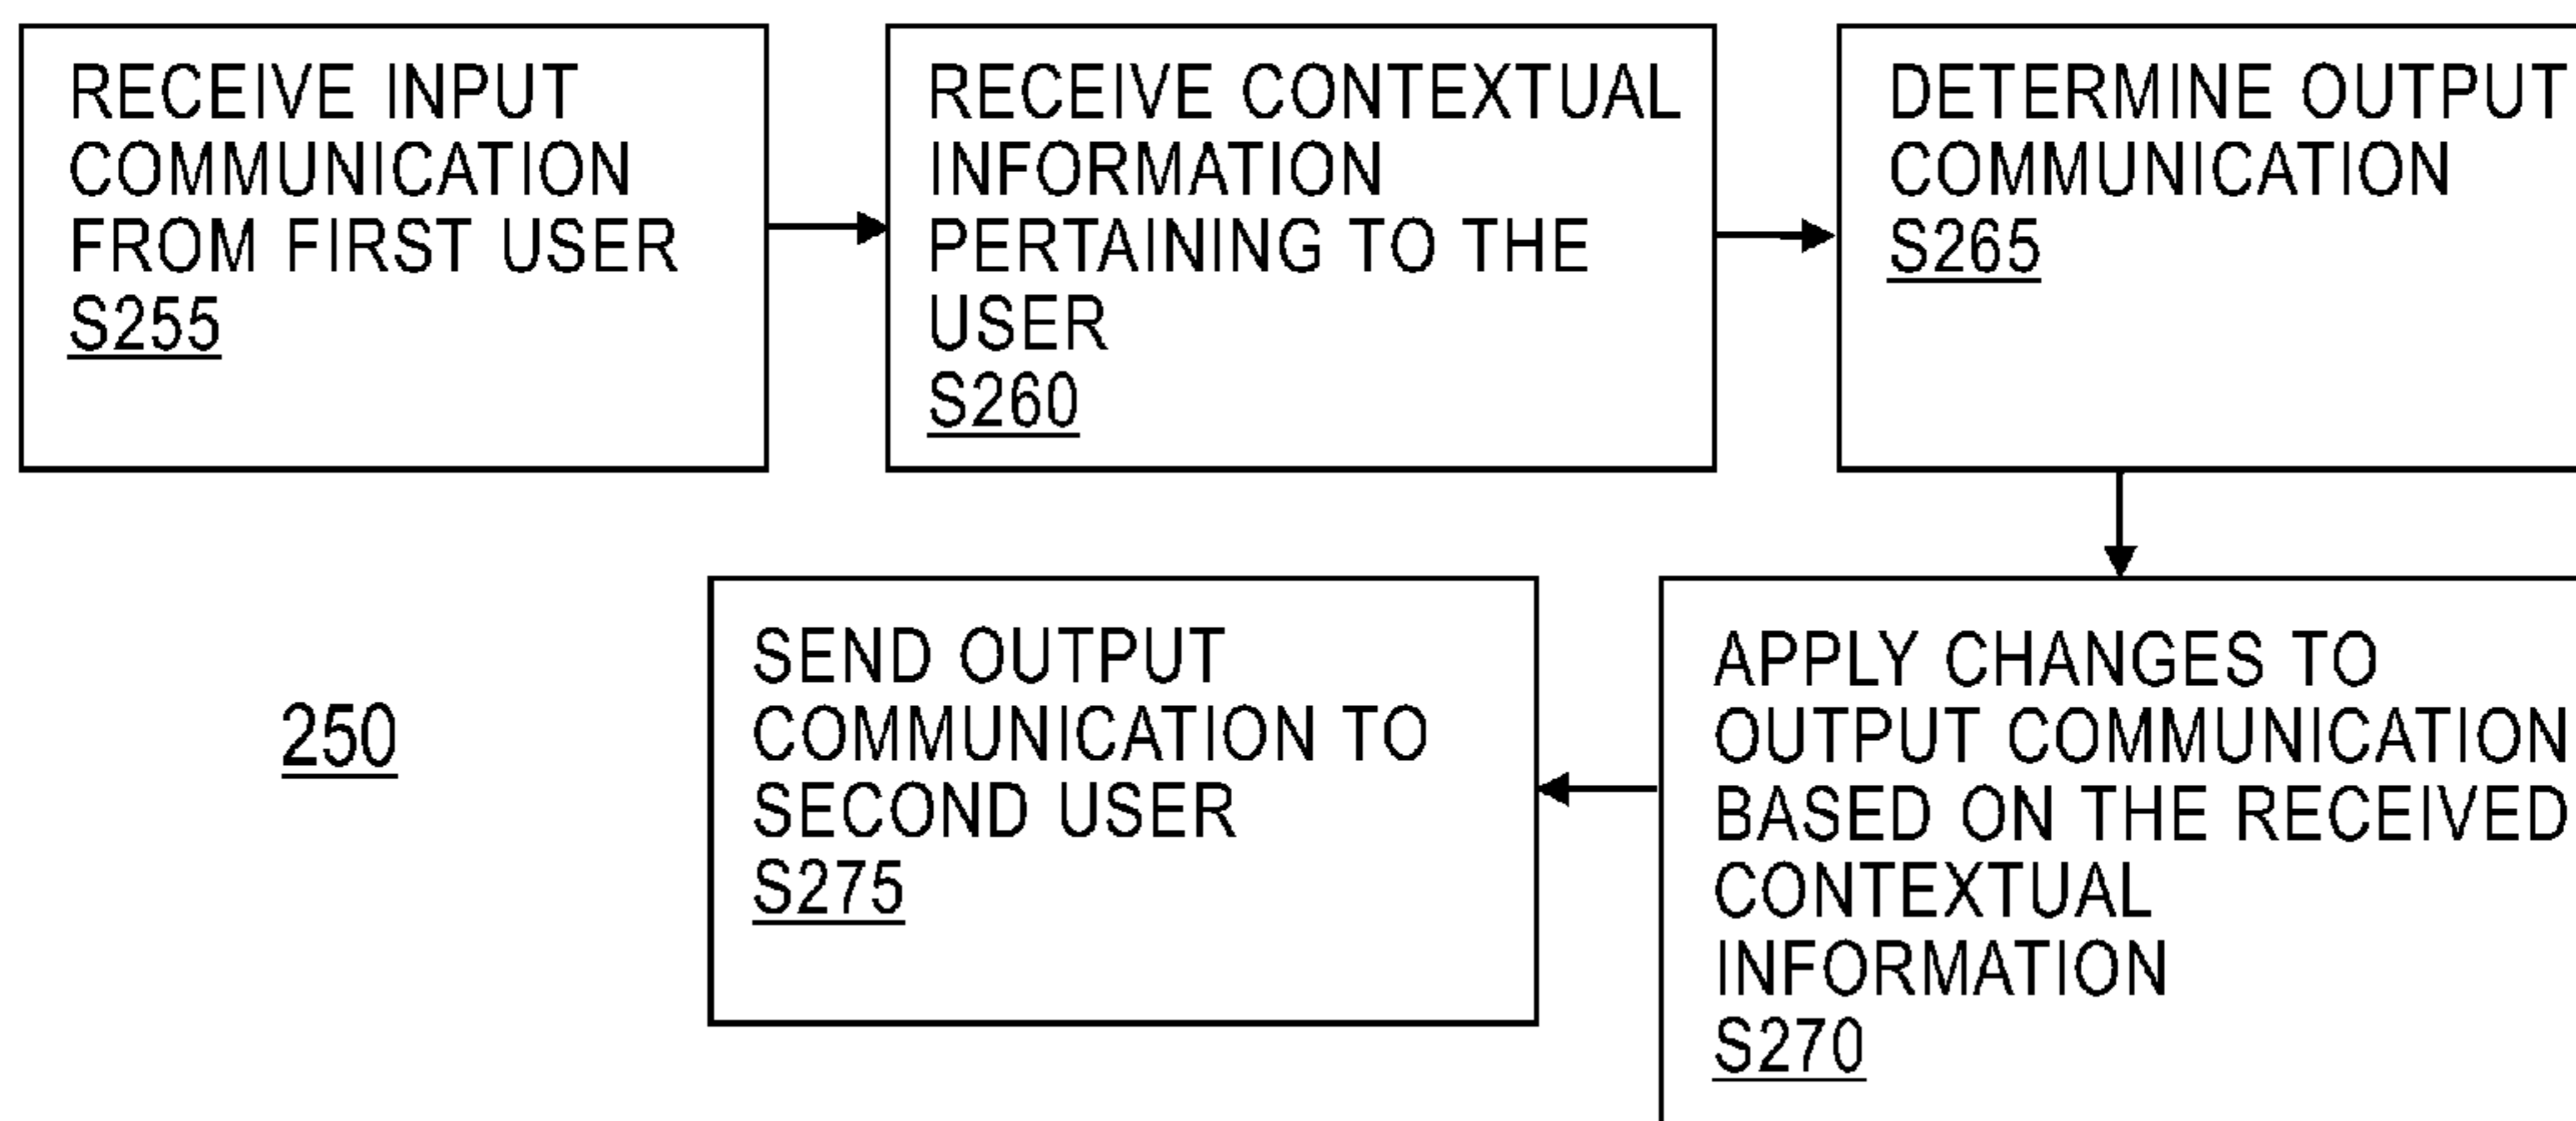 RECEIVE INPUT
COMMUNICATION
FROM FIRST USER
S255
RECEIVE CONTEXTUAL
INFORMATION
PERTAINING TO THE
USER
S260
DETERMINE OUTPUT
COMMUNICATION
S265
APPLY CHANGES TO
OUTPUT COMMUNICATION
BASED ON THE RECEIVED
CONTEXTUAL
INFORMATION
S270
SEND OUTPUT
COMMUNICATION TO
SECOND USER
S275
250